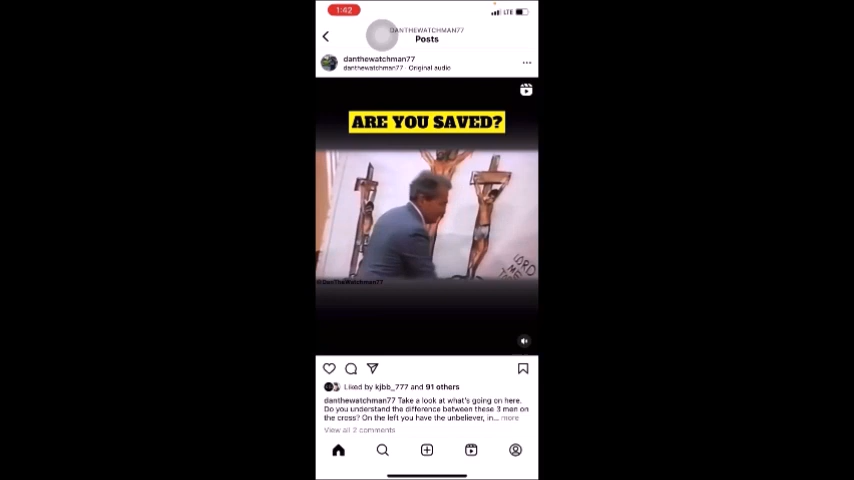 1:42
LTE
DANTHEWATCHMAN77
Posts
danthewatchman77
danthewatchman77 · Original audio
ARE YOU SAVED?
LORD
ME
@DanTheWatchman77
Liked by kjbb_777 and 91 others
danthewatchman77 Take a look at what's going on here.
Do you understand the difference between these 3 men on
the cross? On the left you have the unbeliever, in... more
View all 2 comments